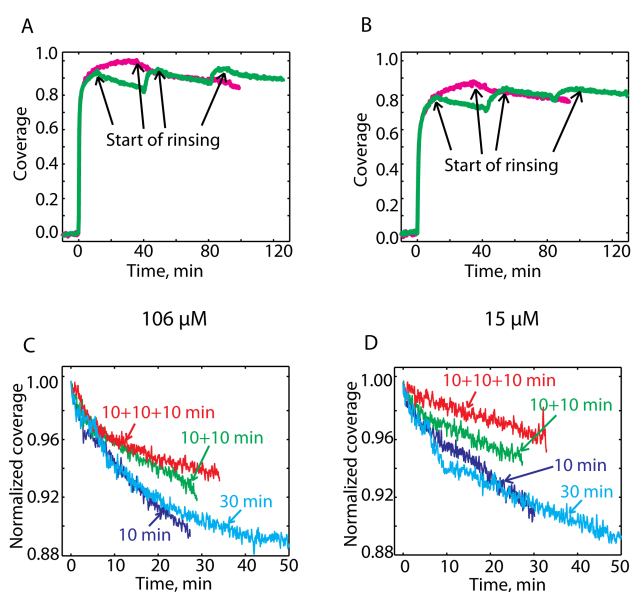 A
B
1.0
0.8
0.6
0.4
0.2
0.0
Coverage
Start of rinsing
0 40 80 120
Time, min
1.0
0.8
0.6
0.4
0.2
0.0
Coverage
Start of rinsing
0 40 80 120
Time, min
106 μM
15 μM
C
D
1.00
0.96
0.92
0.88
Normalized coverage
10+10+10 min
10+10 min
30 min
10 min
0 10 20 30 40 50
Time, min
1.00
0.96
0.92
0.88
Normalized coverage
10+10+10 min
10+10 min
10 min
30 min
0 10 20 30 40 50
Time, min